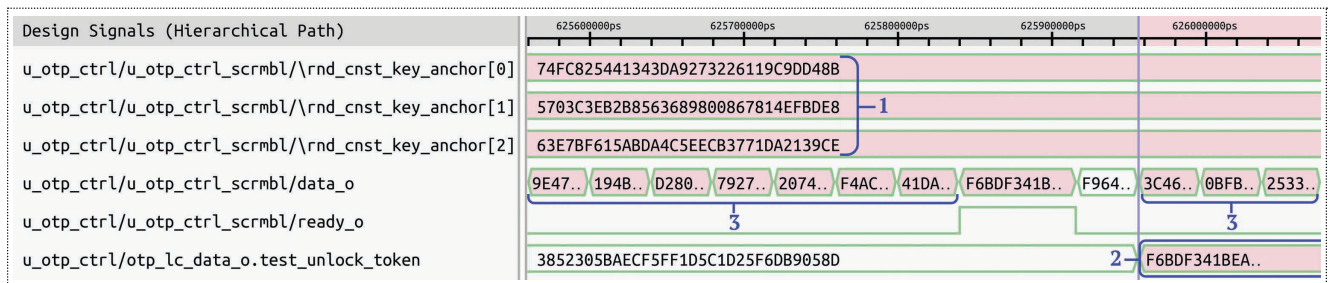 Design Signals (Hierarchical Path) 625600000ps 625700000ps 625800000ps 625900000ps 626000000ps
u_otp_ctrl/u_otp_ctrl_scrmbl/\rnd_cnst_key_anchor[0] 74FC825441343DA9273226119C9DD48B
u_otp_ctrl/u_otp_ctrl_scrmbl/\rnd_cnst_key_anchor[1] 5703C3EB2B8563689800867814EFBDE8 1
u_otp_ctrl/u_otp_ctrl_scrmbl/\rnd_cnst_key_anchor[2] 63E7BF615ABDA4C5EECB3771DA2139CE
u_otp_ctrl/u_otp_ctrl_scrmbl/data_o 9E47.. 194B.. D280.. 7927.. 2074.. F4AC.. 41DA.. F6BDF341B.. F964.. 3C46.. 0BFB.. 2533..
u_otp_ctrl/u_otp_ctrl_scrmbl/ready_o 3 3
u_otp_ctrl/otp_lc_data_o.test_unlock_token 3852305BAECF5FF1D5C1D25F6DB9058D 2 F6BDF341BEA..